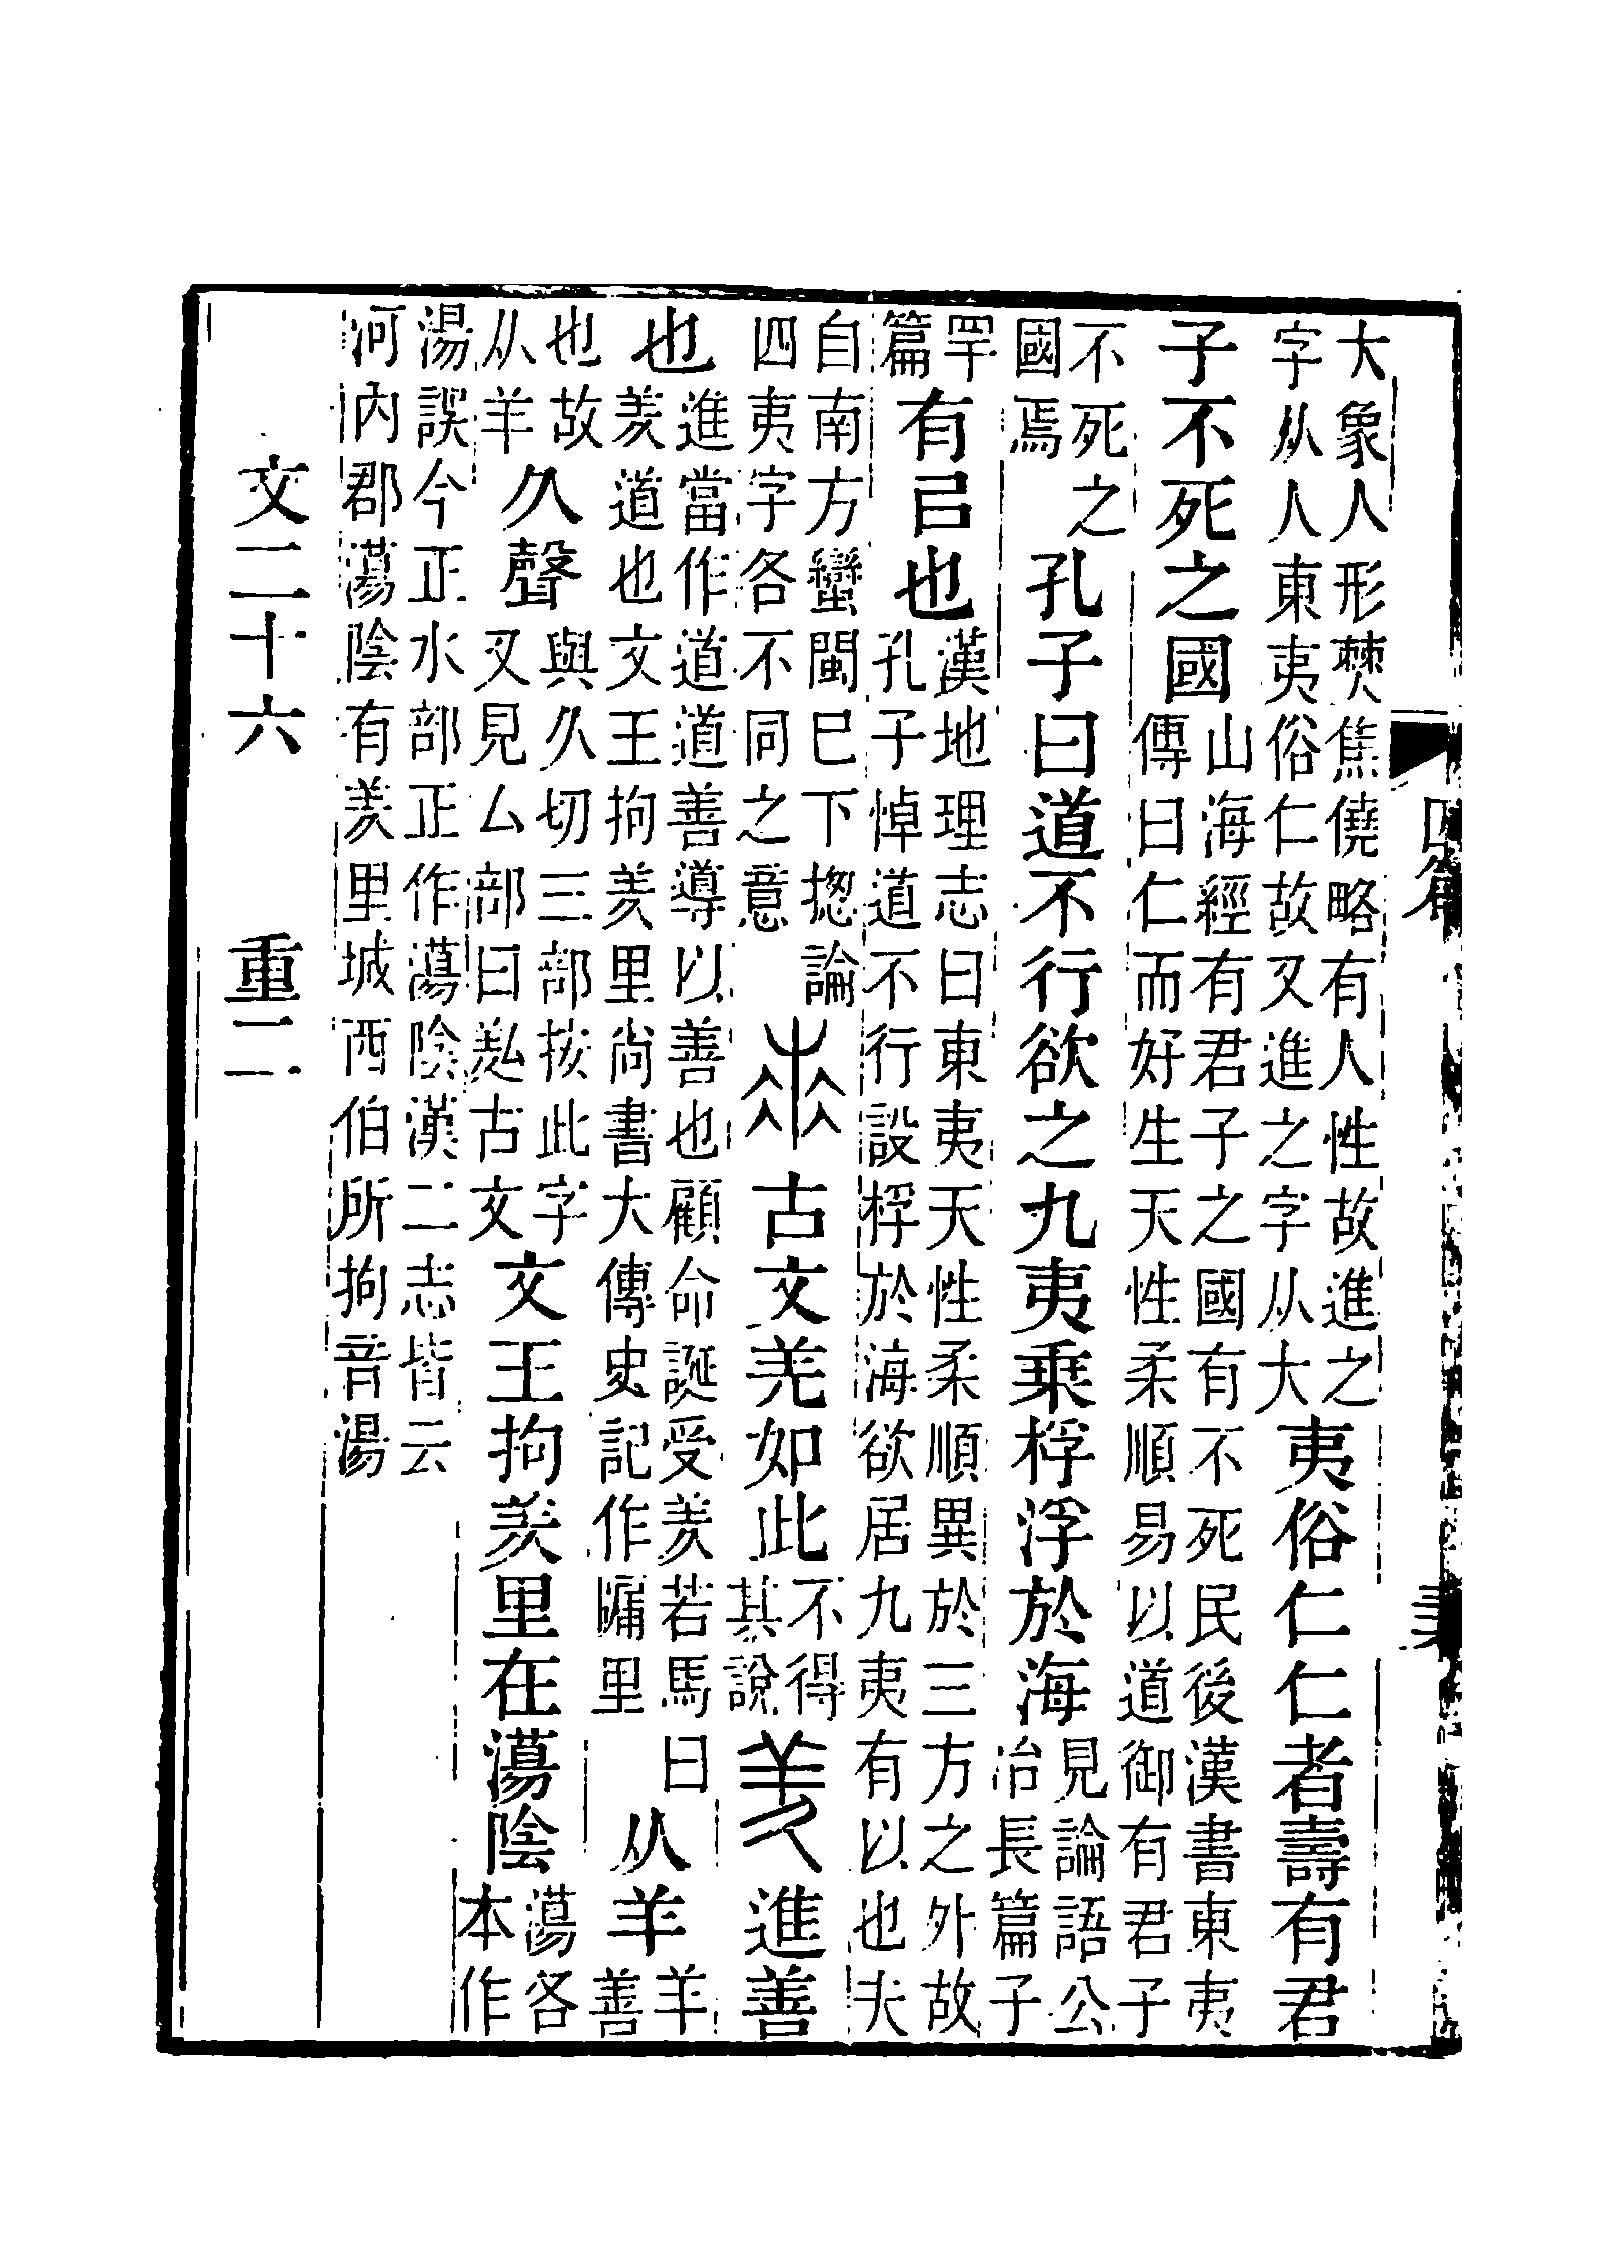 大象人形僰焦僥略有人性故進之字从人東夷俗仁故又進之字从大夷俗仁仁者壽有君
子不死之國山海經有君子之國有不死民後漢書東夷傳曰仁而好生天性柔順易以道御有君子
不死之國焉孔子曰道不行欲之九夷乗桴浮於海見論語公冶長篇子
罕篇有㠯也漢地理志曰東夷天性柔順異於三方之外故孔子悼道不行設桴於海欲居九夷有以也夫
自南方蠻閩巳下揔論四夷字各不同之意古文羌如此不得其說羑進善
也進當作道道善導以善也顧命誕受羑若馬曰羑道也文王拘羑里尚書大傳史記作牖里从羊羊善
也故从羊久聲與久切三部按此字又見厶部曰羑古文文王拘羑里在蕩陰蕩各本作
湯誤今正水部正作蕩陰漢二志皆云河內郡蕩陰有羑里城西伯所拘音湯
文二十六 重二